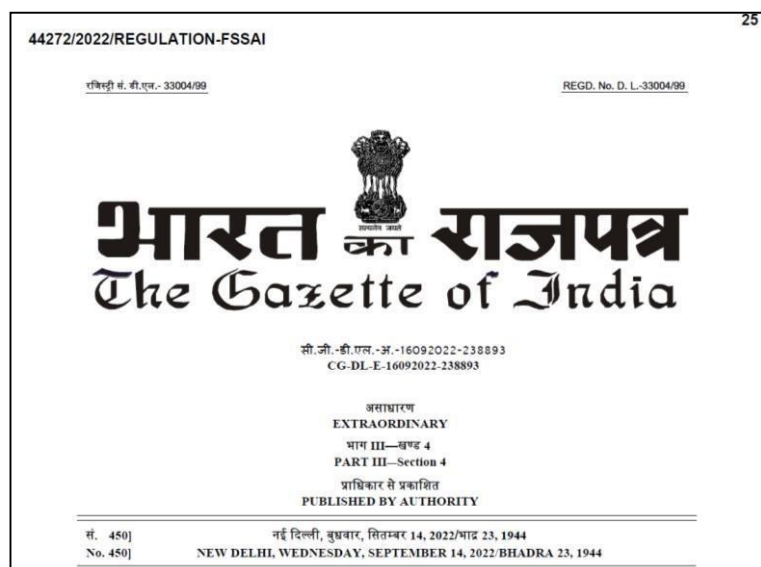 25
44272/2022/REGULATION-FSSAI
रजिस्ट्री सं. डी.एल.- 33004/99 REGD. No. D. L.-33004/99
सत्यमेव जयते
भारत का राजपत्र
The Gazette of India
सी.जी.-डी.एल.-अ.-16092022-238893
CG-DL-E-16092022-238893
असाधारण
EXTRAORDINARY
भाग III—खण्ड 4
PART III—Section 4
प्राधिकार से प्रकाशित
PUBLISHED BY AUTHORITY
सं. 450] नई दिल्ली, बुधवार, सितम्बर 14, 2022/भाद्र 23, 1944
No. 450] NEW DELHI, WEDNESDAY, SEPTEMBER 14, 2022/BHADRA 23, 1944